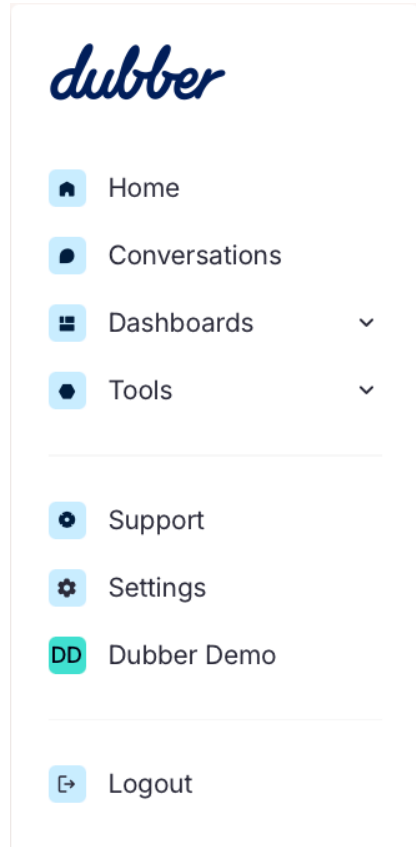 dubber
Home
Conversations
Dashboards
Tools
Support
Settings
DD Dubber Demo
Logout